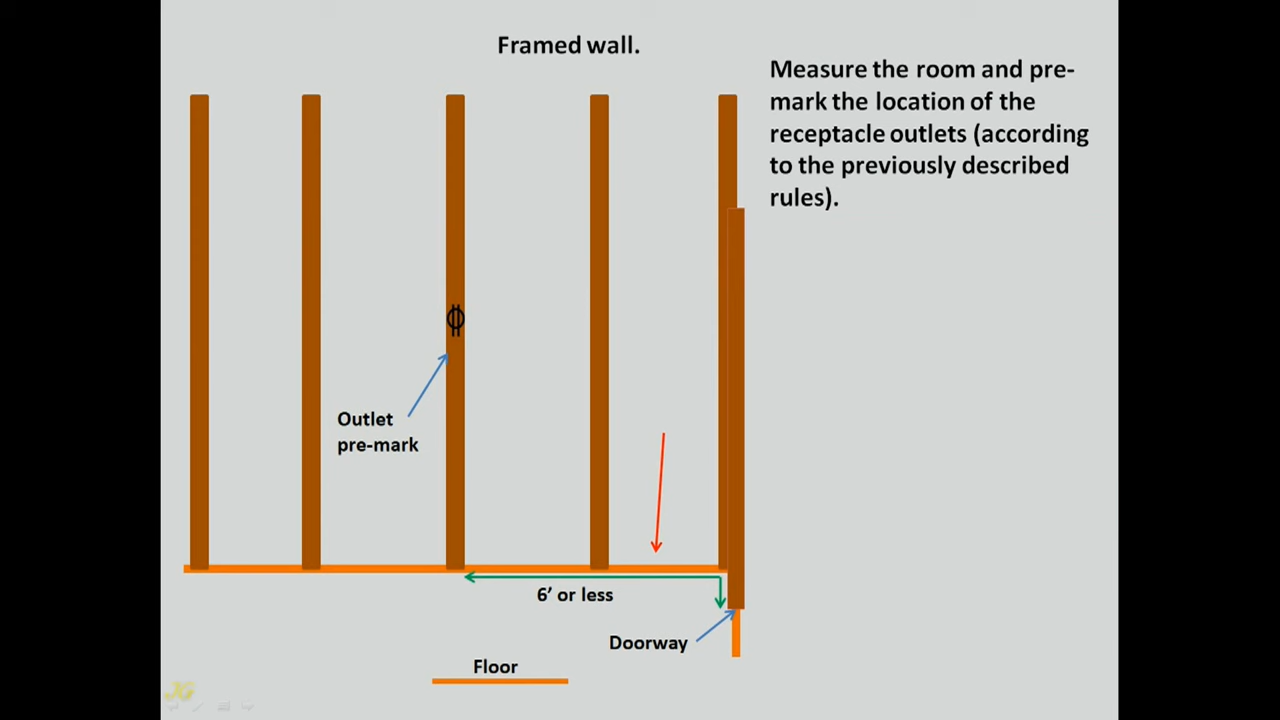 Framed wall.
Measure the room and pre-
mark the location of the
receptacle outlets (according
to the previously described
rules).
Outlet
pre-mark
6’ or less
Doorway
Floor